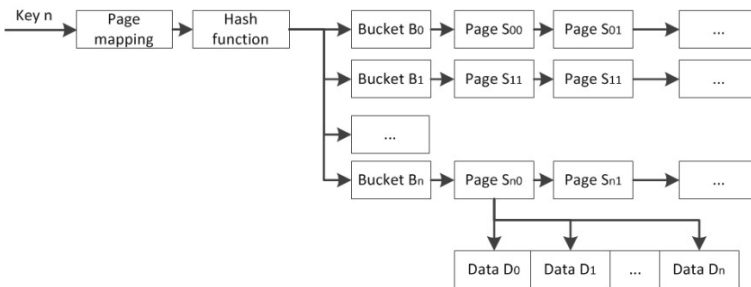 Key n
Page mapping
Hash function
Bucket B0 Page S00 Page S01 ...
Bucket B1 Page S11 Page S11 ...
...
Bucket Bn Page Sn0 Page Sn1 ...
Data D0 Data D1 ... Data Dn